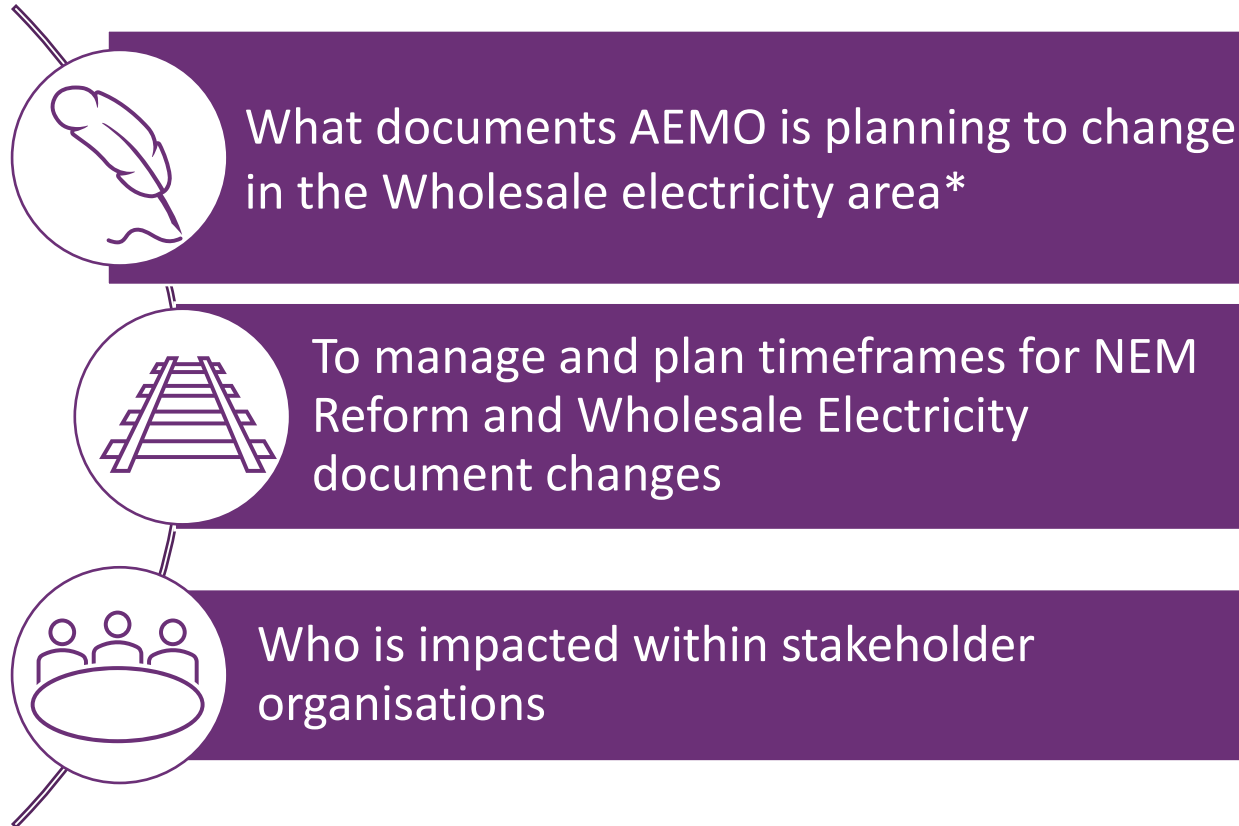 What documents AEMO is planning to change
in the Wholesale electricity area*
To manage and plan timeframes for NEM
Reform and Wholesale Electricity
document changes
Who is impacted within stakeholder
organisations